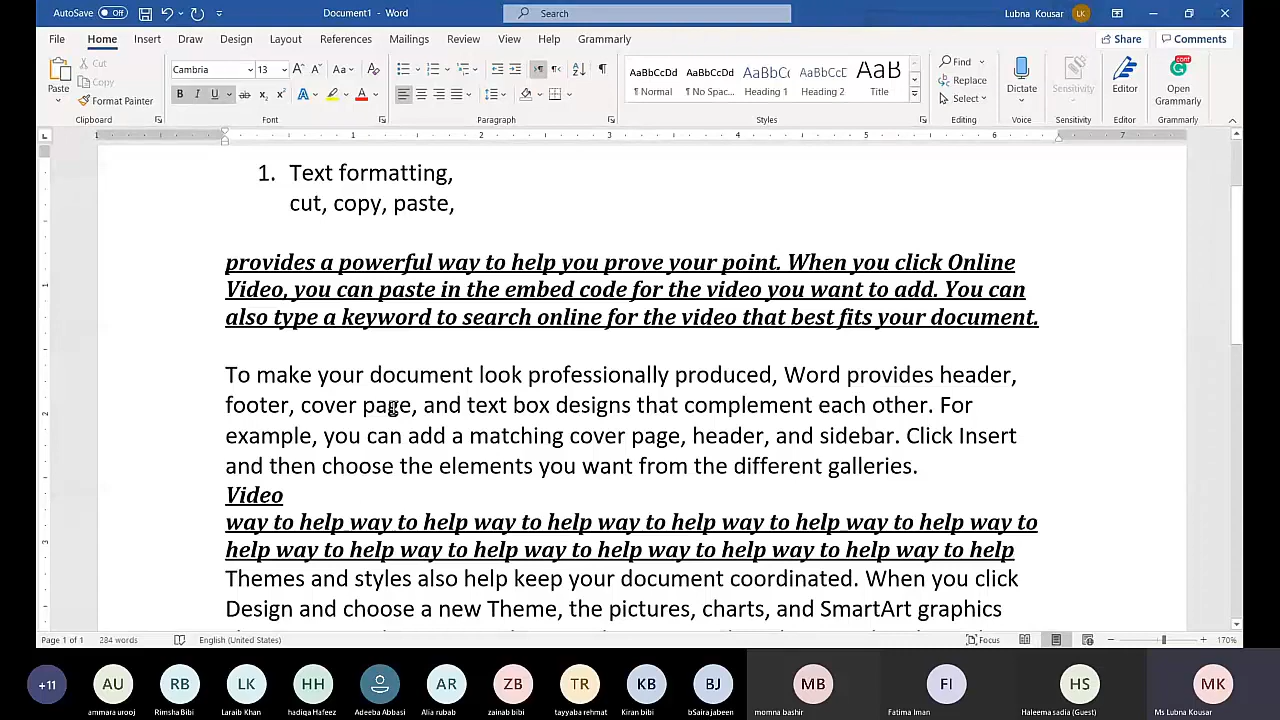 AutoSave Off Document1 - Word Search Lubna Kousar LK
File Home Insert Draw Design Layout References Mailings Review View Help Grammarly Share Comments
Paste Cut Copy Format Painter Clipboard
Cambria 13 Font
Paragraph
AaBbCcDd ¶ Normal AaBbCcDd ¶ No Spac... AaBbC Heading 1 AaBbCcD Heading 2 AaB Title Styles
Find Replace Select Editing
Dictate Voice
Sensitivity Sensitivity
Editor Editor
Open Grammarly Grammarly
1 1 2 3 4 5 6 7
1. Text formatting,
cut, copy, paste,
provides a powerful way to help you prove your point. When you click Online
Video, you can paste in the embed code for the video you want to add. You can
also type a keyword to search online for the video that best fits your document.
To make your document look professionally produced, Word provides header,
footer, cover page, and text box designs that complement each other. For
example, you can add a matching cover page, header, and sidebar. Click Insert
and then choose the elements you want from the different galleries.
Video
way to help way to help way to help way to help way to help way to help way to
help way to help way to help way to help way to help way to help way to help
Themes and styles also help keep your document coordinated. When you click
Design and choose a new Theme, the pictures, charts, and SmartArt graphics
Page 1 of 1 284 words English (United States) Focus 170%
+11 AU RB LK HH AR ZB TR KB BJ MB FI HS MK
ammara urooj Rimsha Bibi Laraib Khan hadiqa Hafeez Adeeba Abbasi Alia rubab zainab bibi tayyaba rehmat Kiran bibi bSaira jabeen momna bashir Fatima Iman Haleema sadia (Guest) Ms Lubna Kousar